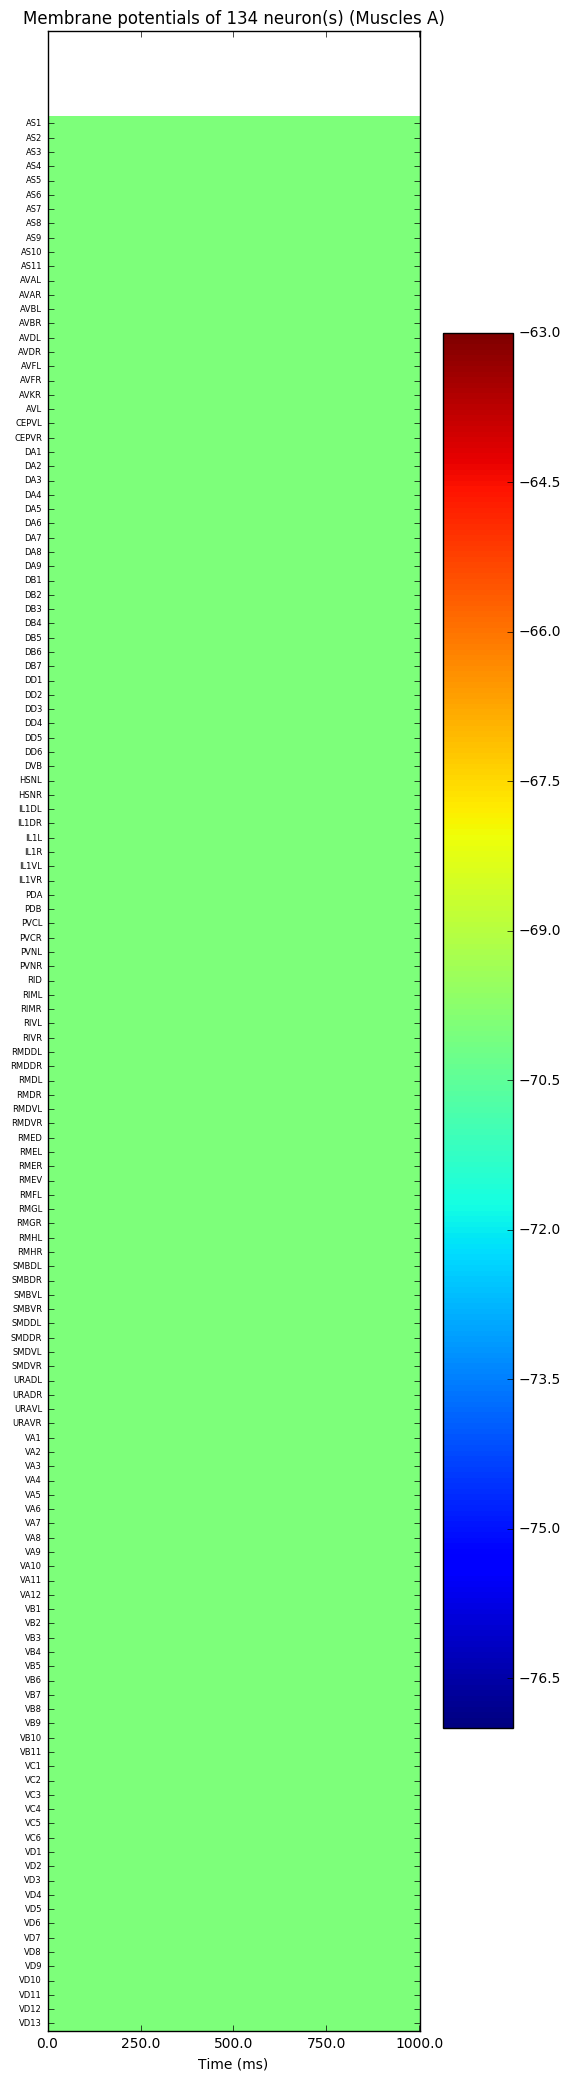 Membrane potentials of 134 neuron(s) (Muscles A)
AS1
AS2
AS3
AS4
AS5
AS6
AS7
AS8
AS9
AS10
AS11
AVAL
AVAR
AVBL
AVBR
AVDL
AVDR
AVFL
AVFR
AVKR
AVL
CEPVL
CEPVR
DA1
DA2
DA3
DA4
DA5
DA6
DA7
DA8
DA9
DB1
DB2
DB3
DB4
DB5
DB6
DB7
DD1
DD2
DD3
DD4
DD5
DD6
DVB
HSNL
HSNR
IL1DL
IL1DR
IL1L
IL1R
IL1VL
IL1VR
PDA
PDB
PVCL
PVCR
PVNL
PVNR
RID
RIML
RIMR
RIVL
RIVR
RMDDL
RMDDR
RMDL
RMDR
RMDVL
RMDVR
RMED
RMEL
RMER
RMEV
RMFL
RMGL
RMGR
RMHL
RMHR
SMBDL
SMBDR
SMBVL
SMBVR
SMDDL
SMDDR
SMDVL
SMDVR
URADL
URADR
URAVL
URAVR
VA1
VA2
VA3
VA4
VA5
VA6
VA7
VA8
VA9
VA10
VA11
VA12
VB1
VB2
VB3
VB4
VB5
VB6
VB7
VB8
VB9
VB10
VB11
VC1
VC2
VC3
VC4
VC5
VC6
VD1
VD2
VD3
VD4
VD5
VD6
VD7
VD8
VD9
VD10
VD11
VD12
VD13
0.0 250.0 500.0 750.0 1000.0
Time (ms)
−63.0
−64.5
−66.0
−67.5
−69.0
−70.5
−72.0
−73.5
−75.0
−76.5